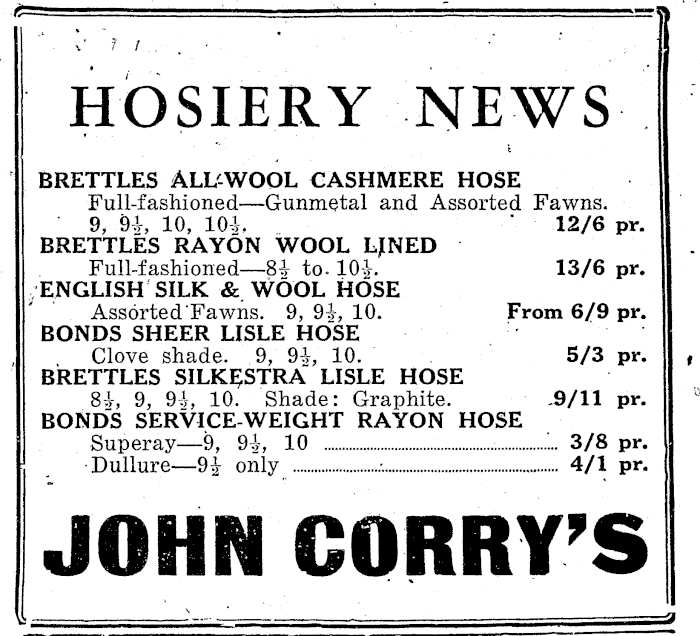 HOSIERY NEWS
BRETTLES ALL-WOOL CASHMERE HOSE
Full-fashioned—Gunmetal and Assorted Fawns.
9, 9½, 10, 10½. 12/6 pr.
BRETTLES RAYON WOOL LINED
Full-fashioned—8½ to 10½. 13/6 pr.
ENGLISH SILK & WOOL HOSE
Assorted Fawns. 9, 9½, 10. From 6/9 pr.
BONDS SHEER LISLE HOSE
Clove shade. 9, 9½, 10. 5/3 pr.
BRETTLES SILKESTRA LISLE HOSE
8½, 9, 9½, 10. Shade: Graphite. 9/11 pr.
BONDS SERVICE-WEIGHT RAYON HOSE
Superay—9, 9½, 10 ........ 3/8 pr.
Dullure—9½ only ........ 4/1 pr.
JOHN CORRY'S